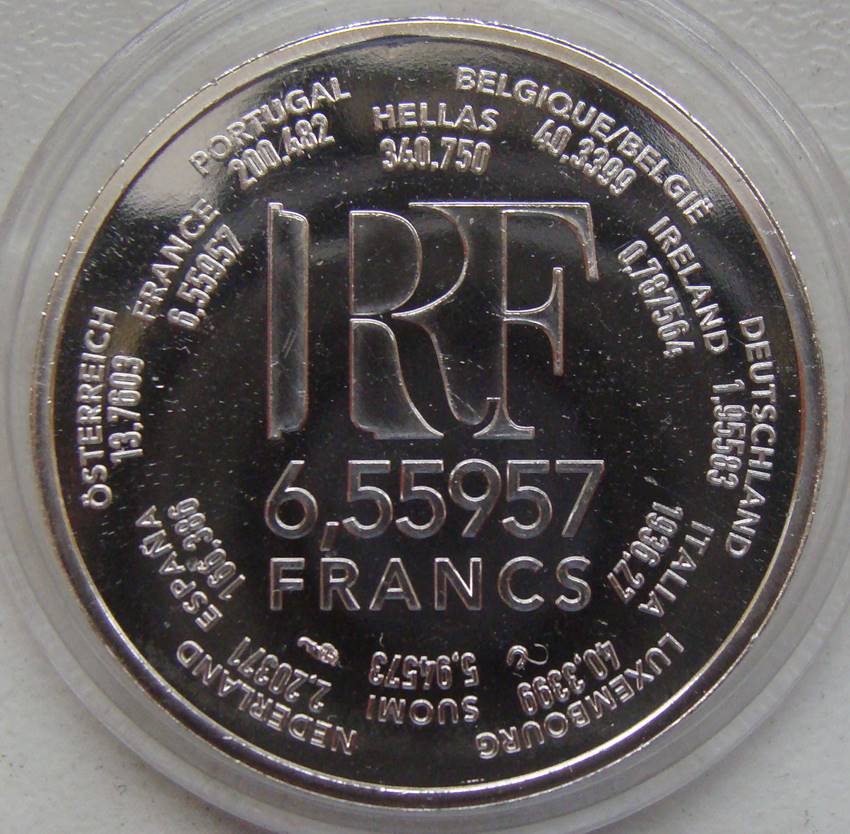 BELGIQUE/BELGIË
40.3399
IRELAND
0,787564
DEUTSCHLAND
1,95583
ITALIA
1936,27
LUXEMBOURG
40,3399
SUOMI
5,94573
NEDERLAND
2,20371
ESPAÑA
166,386
ÖSTERREICH
13.7603
FRANCE
6,55957
PORTUGAL
200.482
HELLAS
340.750
RF
6,55957
FRANCS